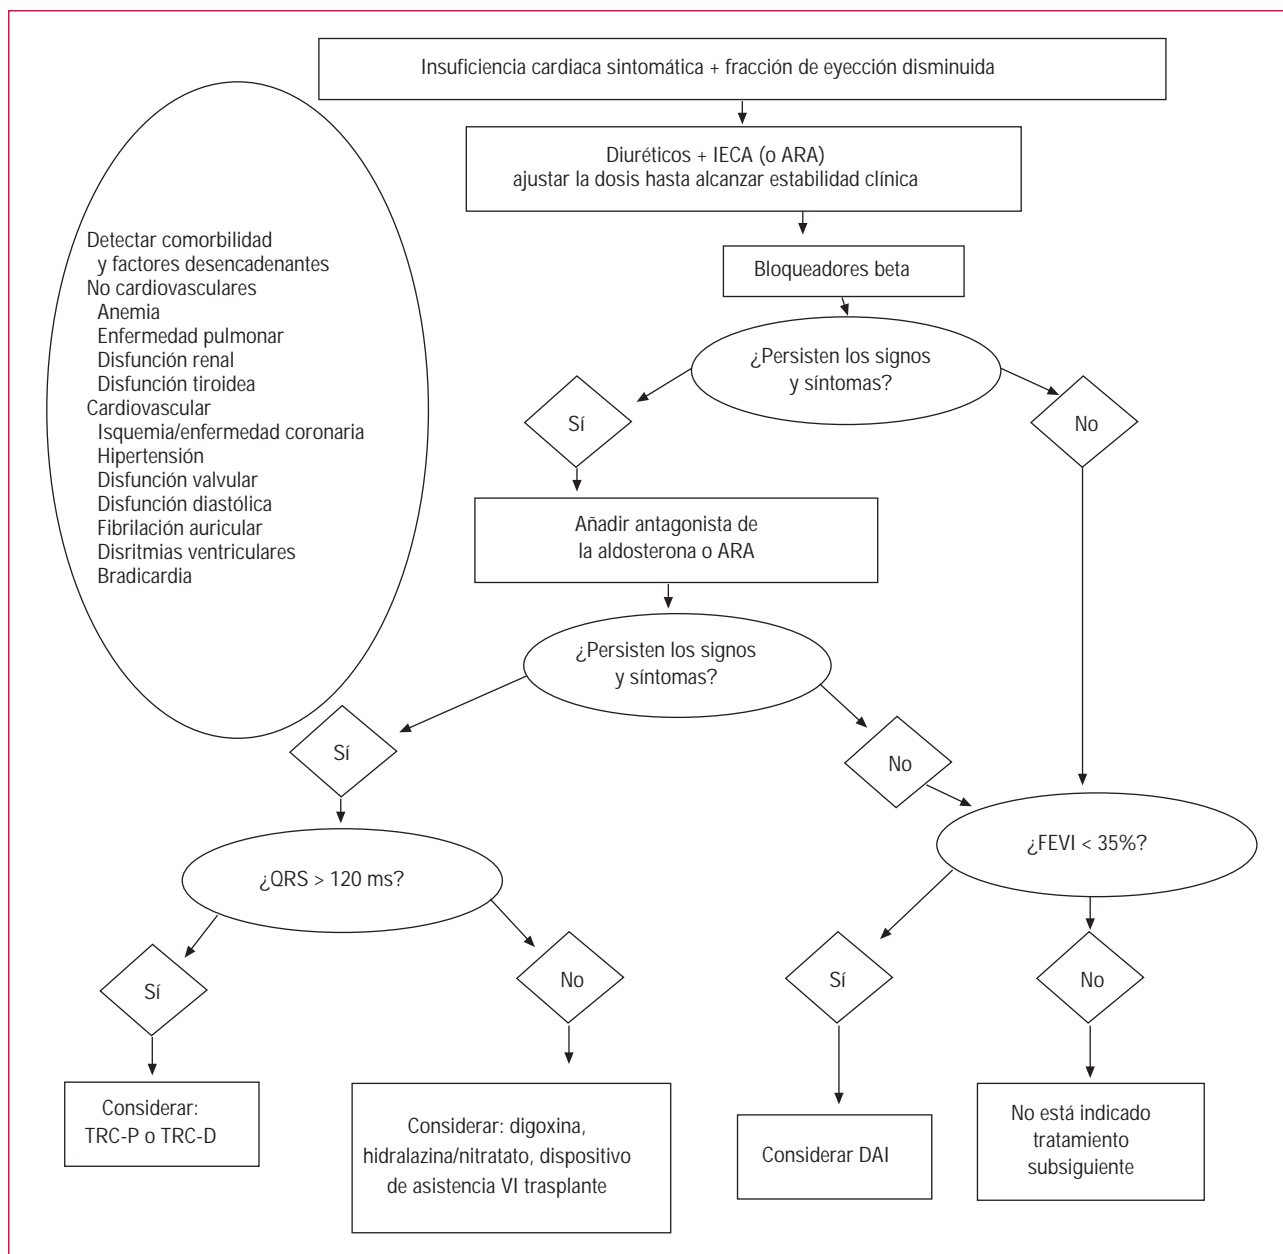 Insuficiencia cardiaca sintomática + fracción de eyección disminuida
Diuréticos + IECA (o ARA)
ajustar la dosis hasta alcanzar estabilidad clínica
Detectar comorbilidad
y factores desencadenantes
No cardiovasculares
Anemia
Enfermedad pulmonar
Disfunción renal
Disfunción tiroidea
Cardiovascular
Isquemia/enfermedad coronaria
Hipertensión
Disfunción valvular
Disfunción diastólica
Fibrilación auricular
Disritmias ventriculares
Bradicardia
Bloqueadores beta
¿Persisten los signos
y síntomas?
Sí
No
Añadir antagonista de
la aldosterona o ARA
¿Persisten los signos
y síntomas?
Sí
No
¿QRS > 120 ms?
¿FEVI < 35%?
Sí
No
Sí
No
Considerar:
TRC-P o TRC-D
Considerar: digoxina,
hidralazina/nitratato, dispositivo
de asistencia VI trasplante
Considerar DAI
No está indicado
tratamiento
subsiguiente